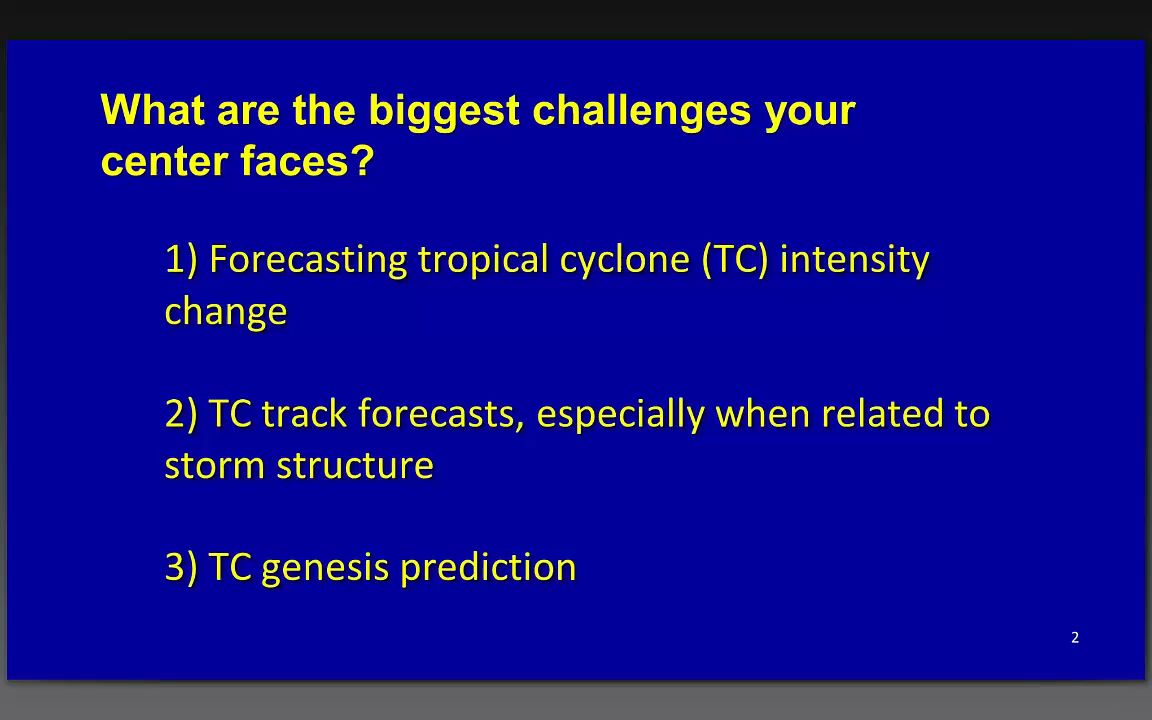 What are the biggest challenges your
center faces?
1) Forecasting tropical cyclone (TC) intensity
change
2) TC track forecasts, especially when related to
storm structure
3) TC genesis prediction
2